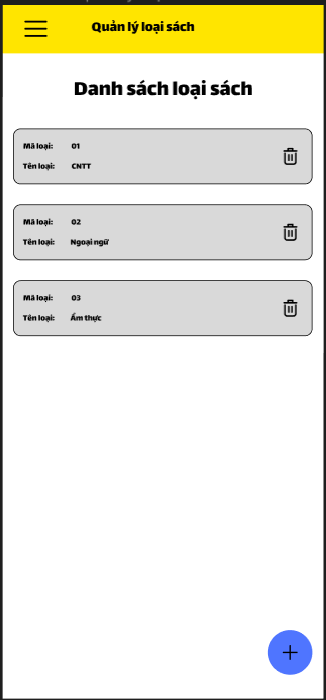 Quản lý loại sách
Danh sách loại sách
Mã loại: 01
Tên loại: CNTT
Mã loại: 02
Tên loại: Ngoại ngữ
Mã loại: 03
Tên loại: Ẩm thực